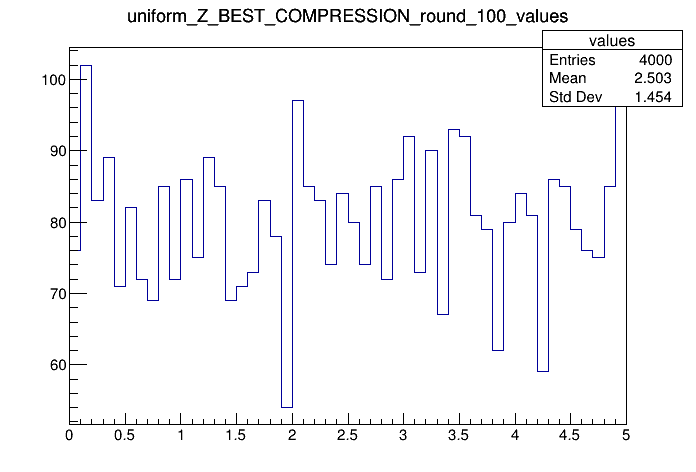 uniform_Z_BEST_COMPRESSION_round_100_values
values
Entries 4000
Mean 2.503
Std Dev 1.454
100
90
80
70
60
0 0.5 1 1.5 2 2.5 3 3.5 4 4.5 5